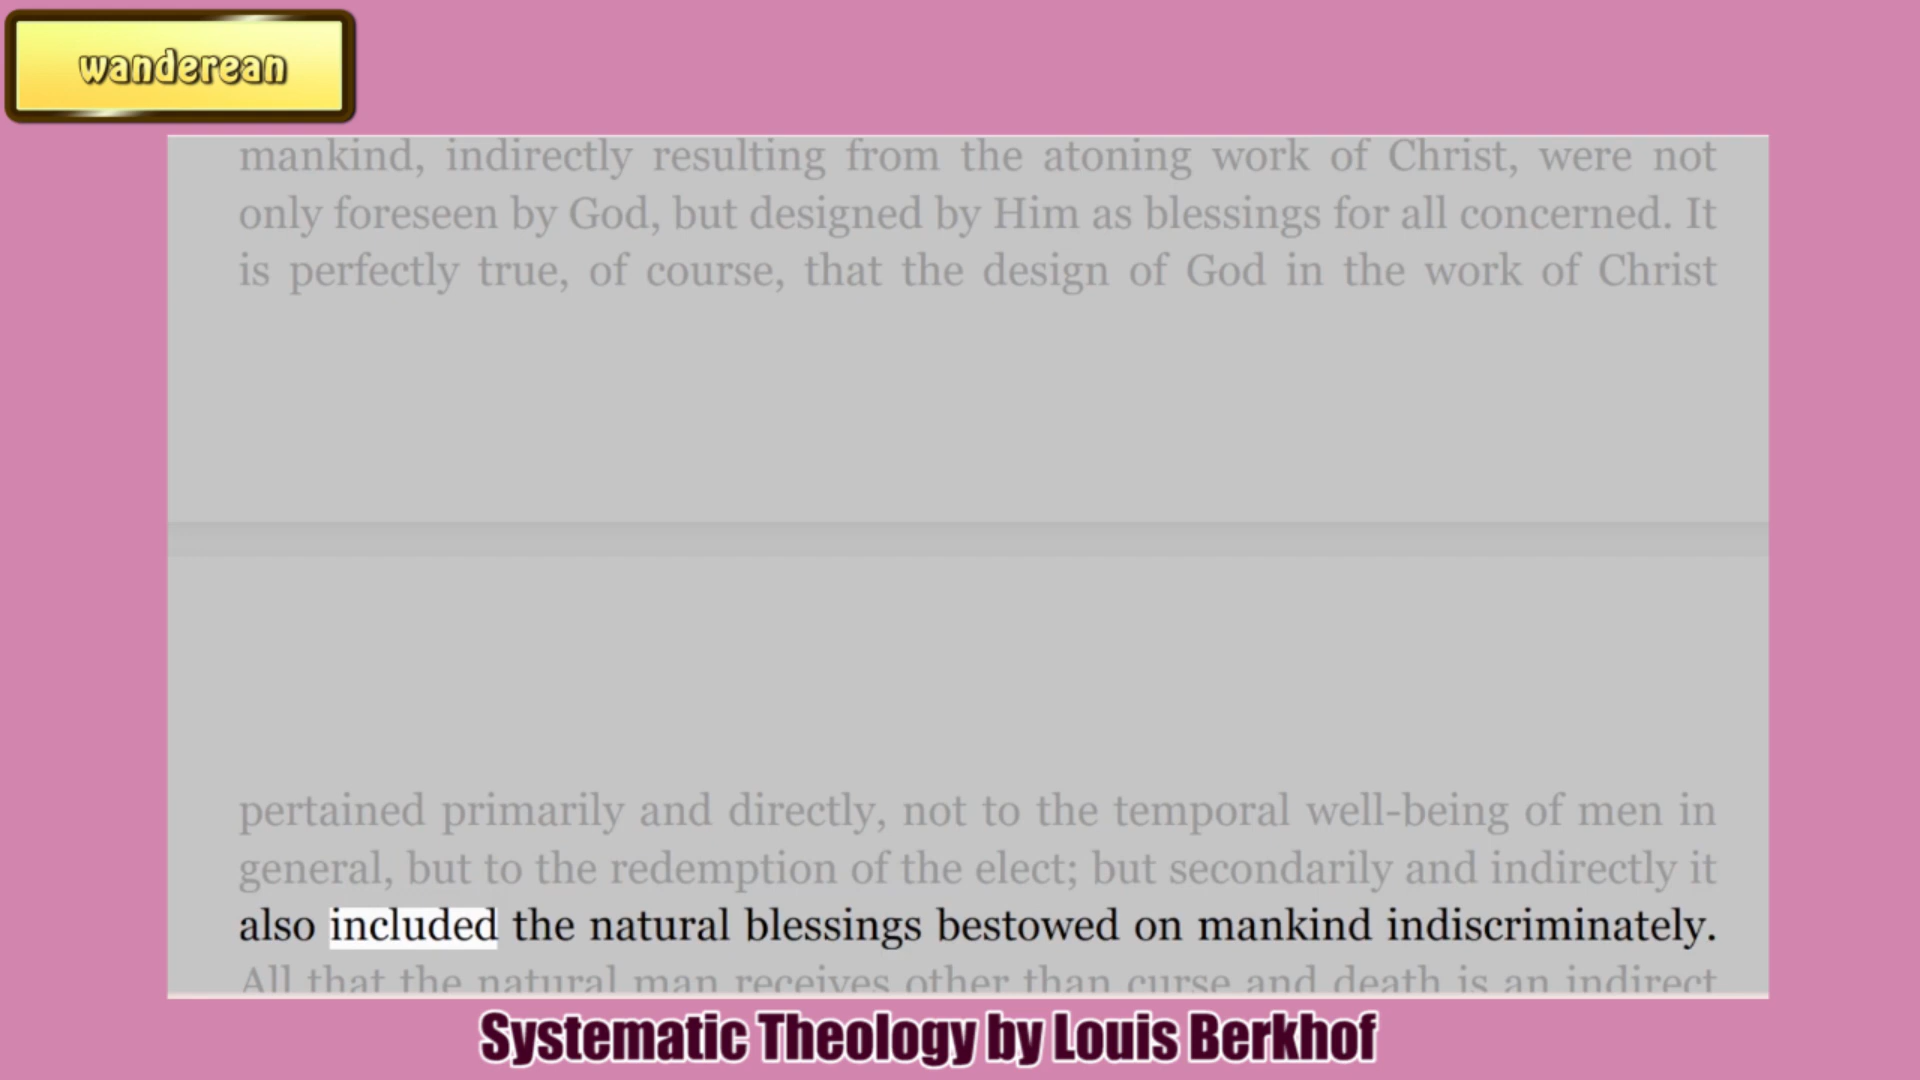 wanderean
mankind, indirectly resulting from the atoning work of Christ, were not
only foreseen by God, but designed by Him as blessings for all concerned. It
is perfectly true, of course, that the design of God in the work of Christ
pertained primarily and directly, not to the temporal well-being of men in
general, but to the redemption of the elect; but secondarily and indirectly it
also included the natural blessings bestowed on mankind indiscriminately.
All that the natural man receives other than curse and death is an indirect
Systematic Theology by Louis Berkhof